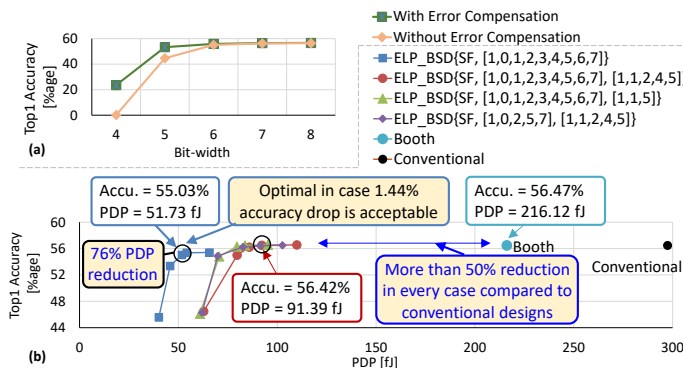 60
40
20
0
Top1 Accuracy
[%age]
4 5 6 7 8
Bit-width
(a)
With Error Compensation
Without Error Compensation
ELP_BSD{SF, [1,0,1,2,3,4,5,6,7]}
ELP_BSD{SF, [1,0,1,2,3,4,5,6,7], [1,1,2,4,5]}
ELP_BSD{SF, [1,0,1,2,3,4,5,6,7], [1,1,5]}
ELP_BSD{SF, [1,0,2,5,7], [1,1,2,4,5]}
Booth
Conventional
Accu. = 55.03%
PDP = 51.73 fJ
Optimal in case 1.44%
accuracy drop is acceptable
Accu. = 56.47%
PDP = 216.12 fJ
60
56
52
48
44
Top1 Accuracy
[%age]
76% PDP
reduction
Booth
Conventional
Accu. = 56.42%
PDP = 91.39 fJ
More than 50% reduction
in every case compared to
conventional designs
0 50 100 150 200 250 300
PDP [fJ]
(b)